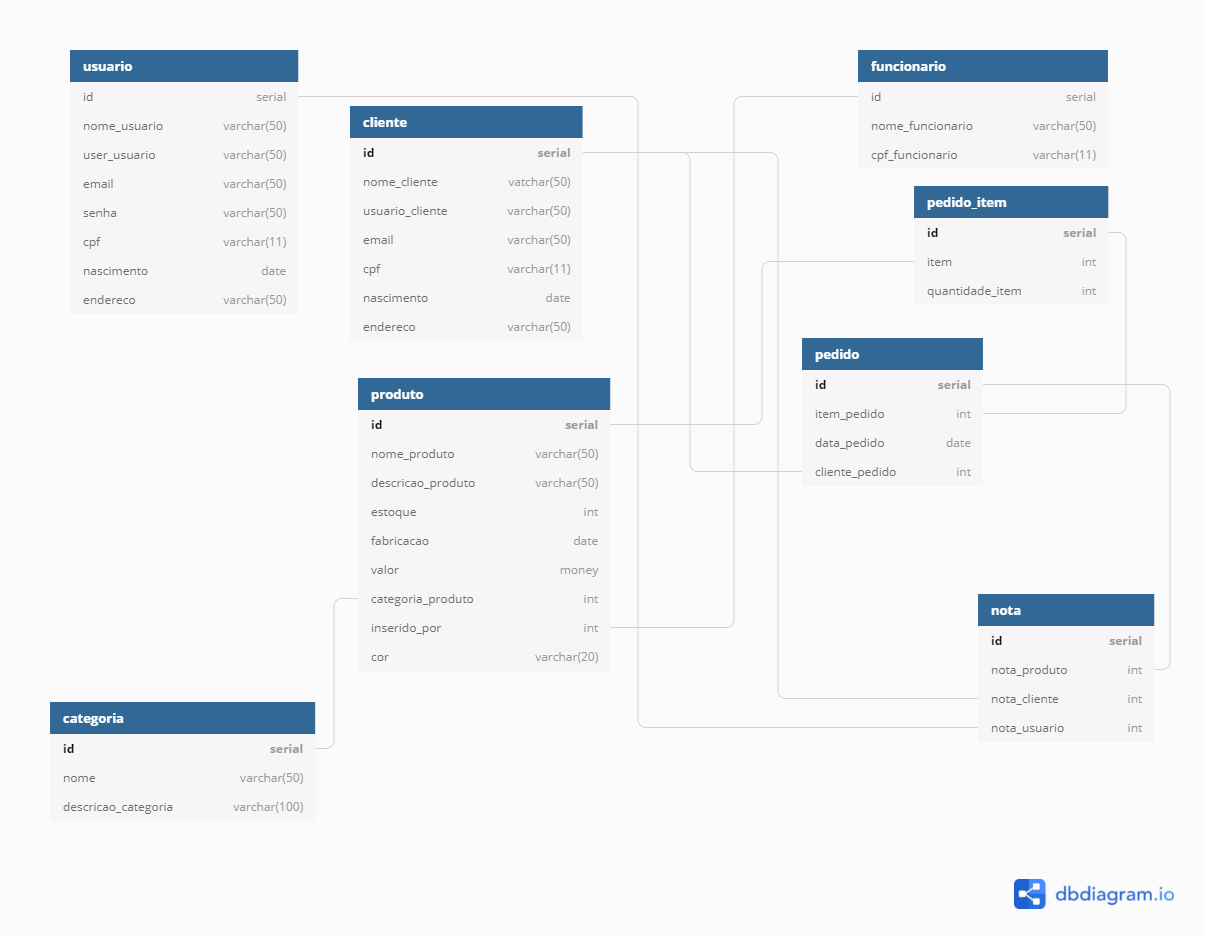 usuario
id serial
nome_usuario varchar(50)
user_usuario varchar(50)
email varchar(50)
senha varchar(50)
cpf varchar(11)
nascimento date
endereco varchar(50)
cliente
id serial
nome_cliente vatchar(50)
usuario_cliente varchar(50)
email varchar(50)
cpf varchar(11)
nascimento date
endereco varchar(50)
funcionario
id serial
nome_funcionario varchar(50)
cpf_funcionario varchar(11)
pedido_item
id serial
item int
quantidade_item int
pedido
id serial
item_pedido int
data_pedido date
cliente_pedido int
produto
id serial
nome_produto varchar(50)
descricao_produto varchar(50)
estoque int
fabricacao date
valor money
categoria_produto int
inserido_por int
cor varchar(20)
nota
id serial
nota_produto int
nota_cliente int
nota_usuario int
categoria
id serial
nome varchar(50)
descricao_categoria varchar(100)
dbdiagram.io